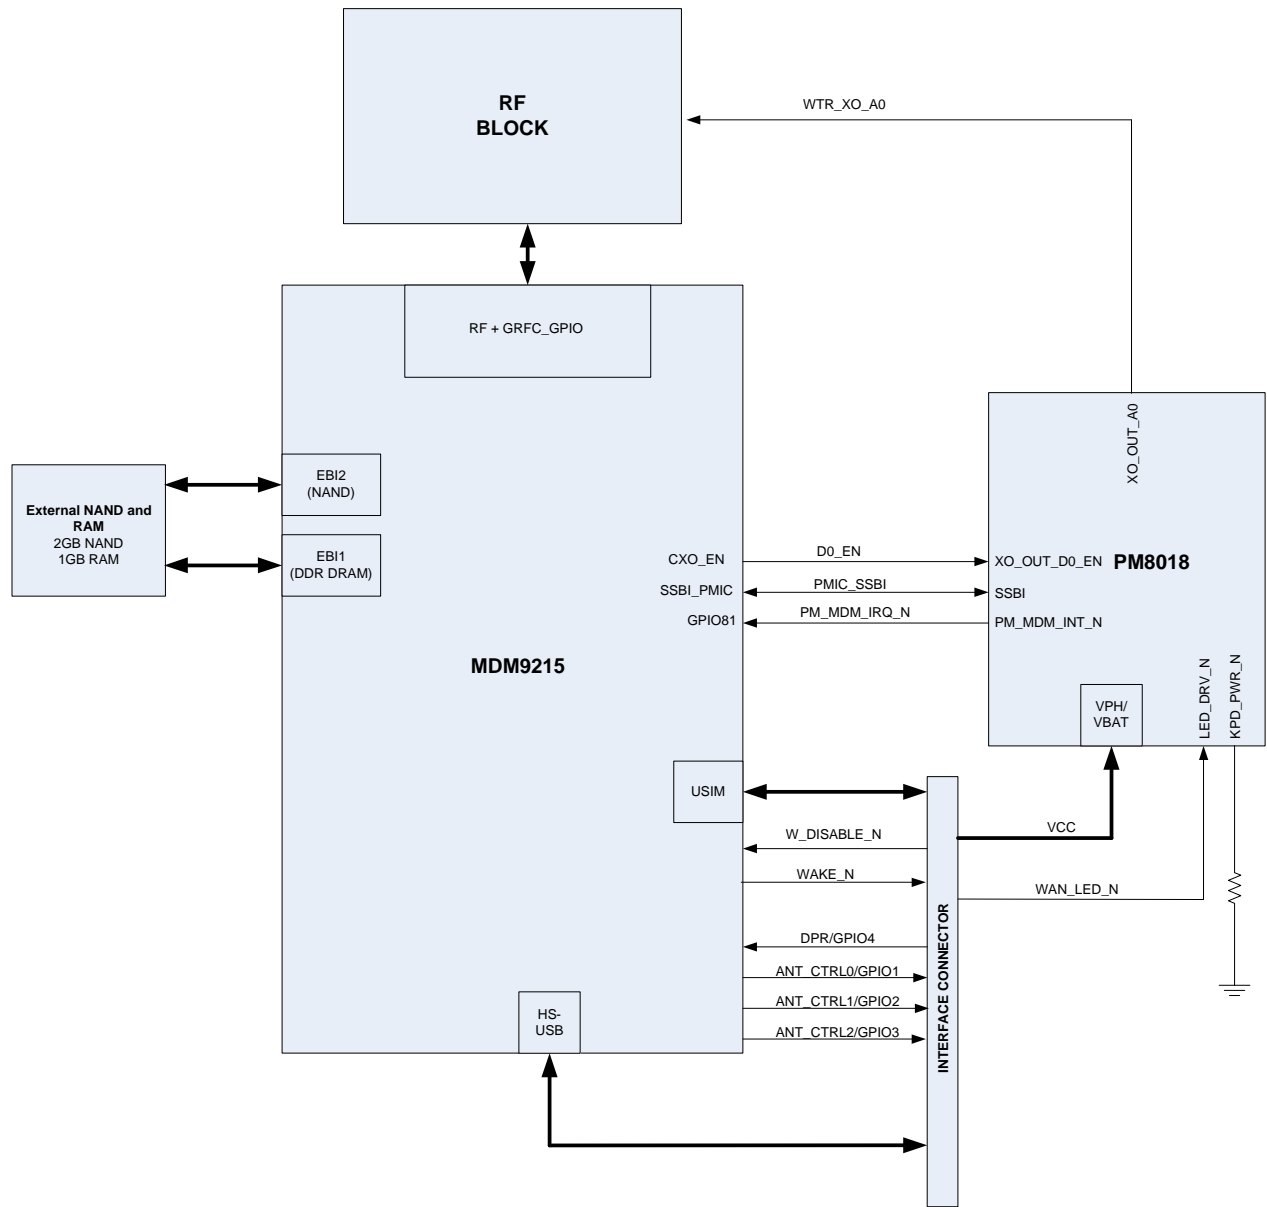 RF
BLOCK
WTR_XO_A0
RF + GRFC_GPIO
XO_OUT_A0
EBI2
(NAND)
External NAND and
RAM
2GB NAND
1GB RAM
EBI1
(DDR DRAM)
CXO_EN
D0_EN
XO_OUT_D0_EN
PM8018
SSBI_PMIC
PMIC_SSBI
SSBI
GPIO81
PM_MDM_IRQ_N
PM_MDM_INT_N
MDM9215
LED_DRV_N
KPD_PWR_N
VPH/
VBAT
USIM
W_DISABLE_N
VCC
WAKE_N
WAN_LED_N
DPR/GPIO4
ANT_CTRL0/GPIO1
ANT_CTRL1/GPIO2
ANT_CTRL2/GPIO3
INTERFACE CONNECTOR
HS-
USB